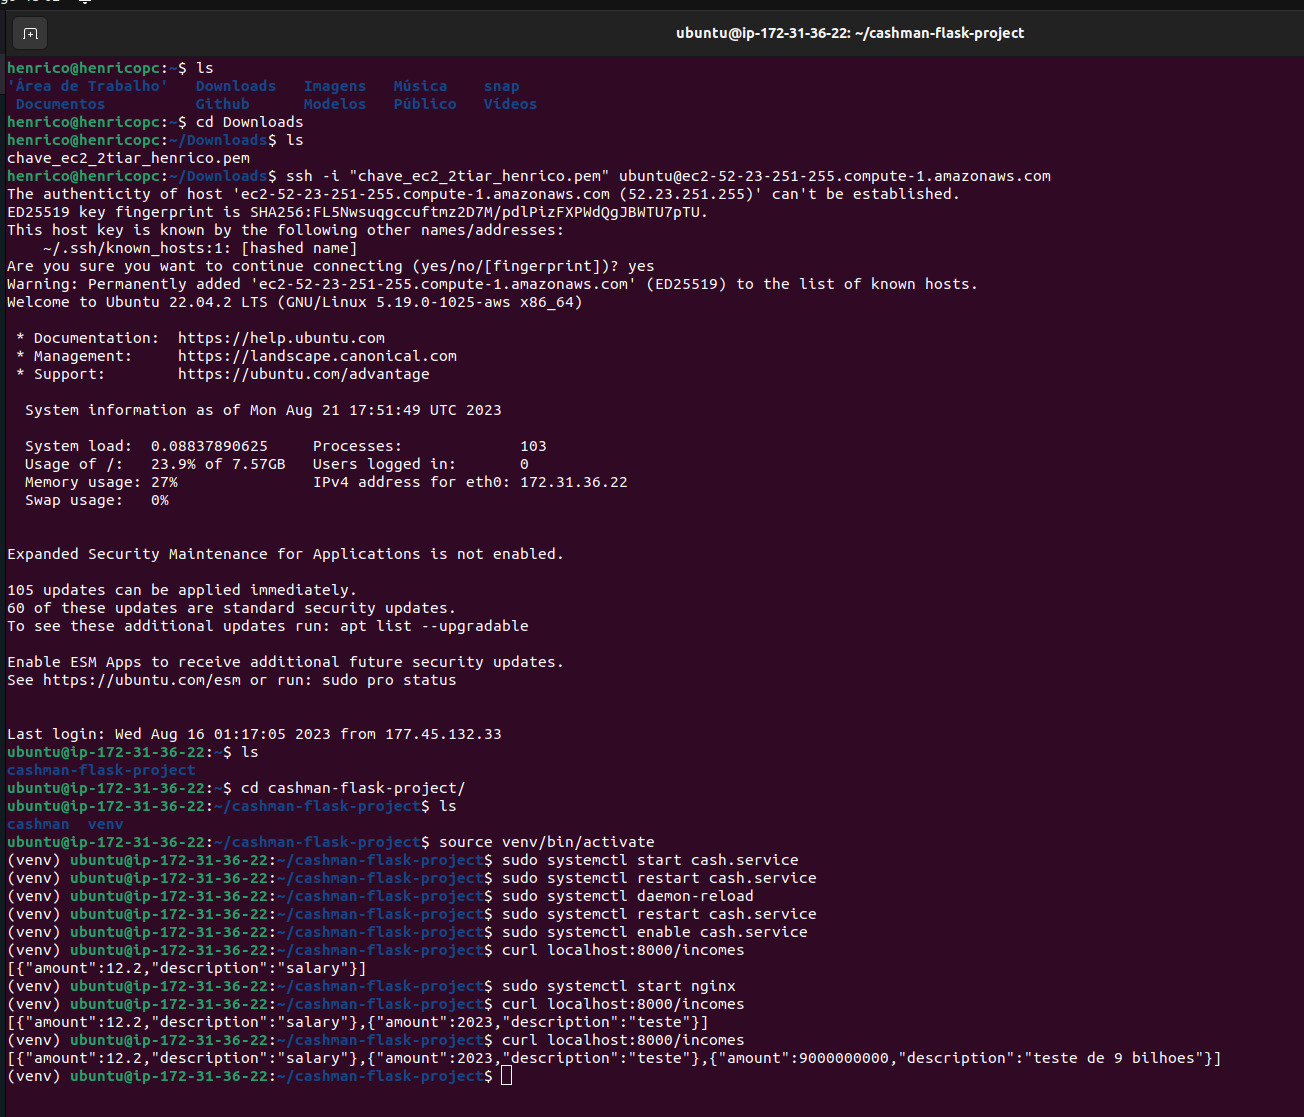 ubuntu@ip-172-31-36-22: ~/cashman-flask-project
henrico@henricopc:~$ ls
'Área de Trabalho'   Downloads   Imagens   Música    snap
 Documentos          Github      Modelos   Público   Vídeos
henrico@henricopc:~$ cd Downloads
henrico@henricopc:~/Downloads$ ls
chave_ec2_2tiar_henrico.pem
henrico@henricopc:~/Downloads$ ssh -i "chave_ec2_2tiar_henrico.pem" ubuntu@ec2-52-23-251-255.compute-1.amazonaws.com
The authenticity of host 'ec2-52-23-251-255.compute-1.amazonaws.com (52.23.251.255)' can't be established.
ED25519 key fingerprint is SHA256:FL5Nwsuqgccuftmz2D7M/pdlPizFXPWdQgJBWTU7pTU.
This host key is known by the following other names/addresses:
    ~/.ssh/known_hosts:1: [hashed name]
Are you sure you want to continue connecting (yes/no/[fingerprint])? yes
Warning: Permanently added 'ec2-52-23-251-255.compute-1.amazonaws.com' (ED25519) to the list of known hosts.
Welcome to Ubuntu 22.04.2 LTS (GNU/Linux 5.19.0-1025-aws x86_64)
 * Documentation:  https://help.ubuntu.com
 * Management:     https://landscape.canonical.com
 * Support:        https://ubuntu.com/advantage
  System information as of Mon Aug 21 17:51:49 UTC 2023
  System load:  0.08837890625     Processes:             103
  Usage of /:   23.9% of 7.57GB   Users logged in:       0
  Memory usage: 27%               IPv4 address for eth0: 172.31.36.22
  Swap usage:   0%
Expanded Security Maintenance for Applications is not enabled.
105 updates can be applied immediately.
60 of these updates are standard security updates.
To see these additional updates run: apt list --upgradable
Enable ESM Apps to receive additional future security updates.
See https://ubuntu.com/esm or run: sudo pro status
Last login: Wed Aug 16 01:17:05 2023 from 177.45.132.33
ubuntu@ip-172-31-36-22:~$ ls
cashman-flask-project
ubuntu@ip-172-31-36-22:~$ cd cashman-flask-project/
ubuntu@ip-172-31-36-22:~/cashman-flask-project$ ls
cashman  venv
ubuntu@ip-172-31-36-22:~/cashman-flask-project$ source venv/bin/activate
(venv) ubuntu@ip-172-31-36-22:~/cashman-flask-project$ sudo systemctl start cash.service
(venv) ubuntu@ip-172-31-36-22:~/cashman-flask-project$ sudo systemctl restart cash.service
(venv) ubuntu@ip-172-31-36-22:~/cashman-flask-project$ sudo systemctl daemon-reload
(venv) ubuntu@ip-172-31-36-22:~/cashman-flask-project$ sudo systemctl restart cash.service
(venv) ubuntu@ip-172-31-36-22:~/cashman-flask-project$ sudo systemctl enable cash.service
(venv) ubuntu@ip-172-31-36-22:~/cashman-flask-project$ curl localhost:8000/incomes
[{"amount":12.2,"description":"salary"}]
(venv) ubuntu@ip-172-31-36-22:~/cashman-flask-project$ sudo systemctl start nginx
(venv) ubuntu@ip-172-31-36-22:~/cashman-flask-project$ curl localhost:8000/incomes
[{"amount":12.2,"description":"salary"},{"amount":2023,"description":"teste"}]
(venv) ubuntu@ip-172-31-36-22:~/cashman-flask-project$ curl localhost:8000/incomes
[{"amount":12.2,"description":"salary"},{"amount":2023,"description":"teste"},{"amount":9000000000,"description":"teste de 9 bilhoes"}]
(venv) ubuntu@ip-172-31-36-22:~/cashman-flask-project$